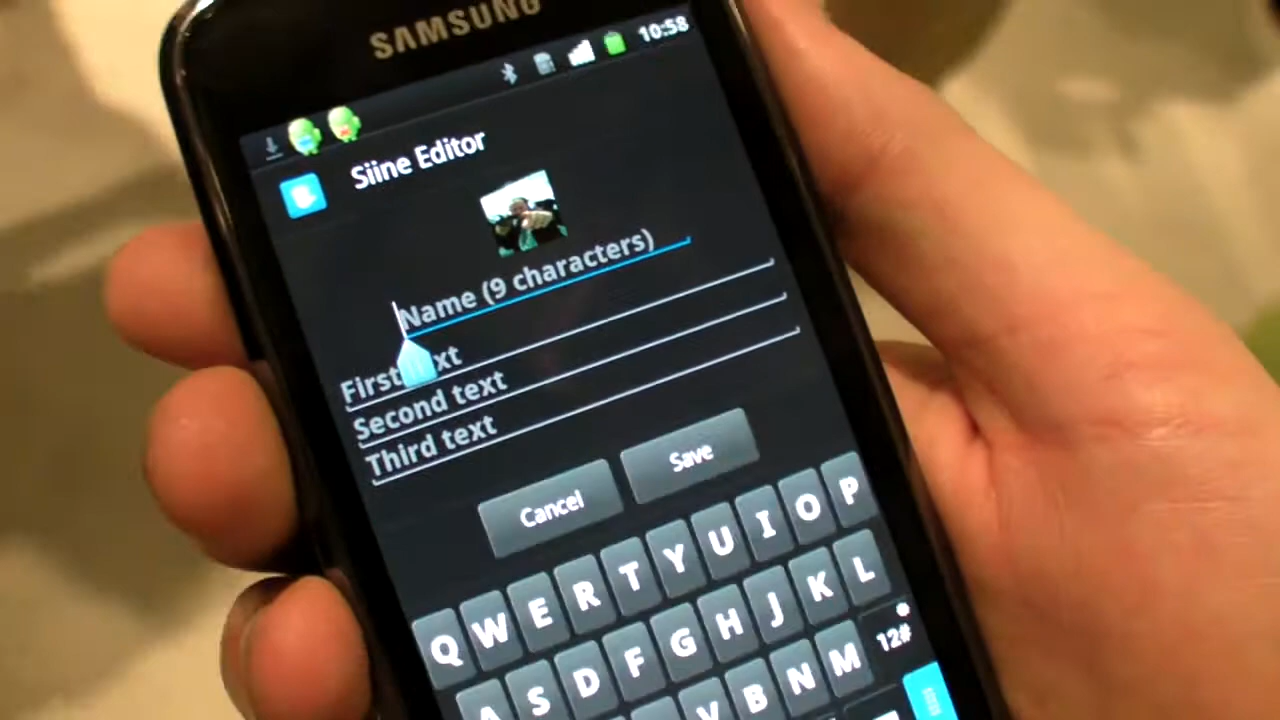 SAMSUNG
10:58
Siine Editor
Name (9 characters)
First text
Second text
Third text
Cancel
Save
Q W E R T Y U I O P
A S D F G H J K L
V B N M 12#